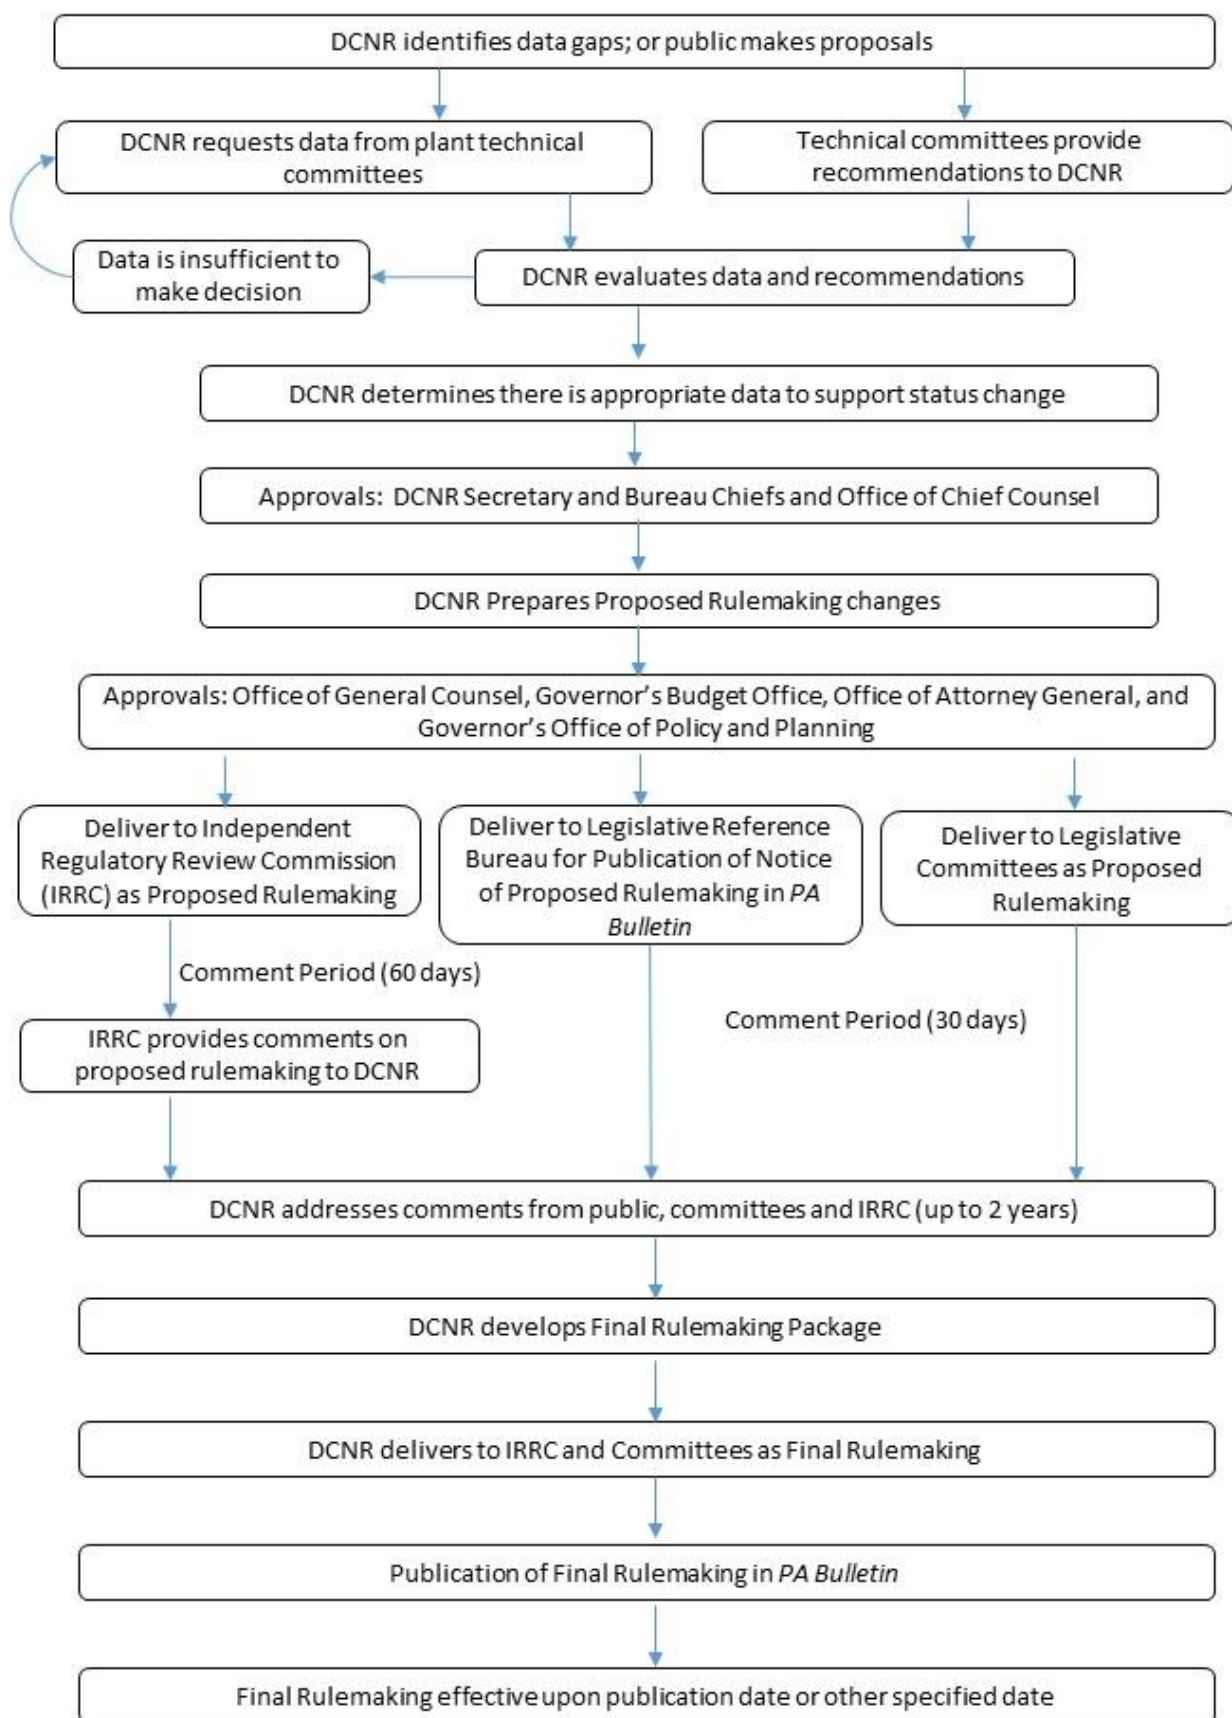 DCNR identifies data gaps; or public makes proposals
DCNR requests data from plant technical
committees
Technical committees provide
recommendations to DCNR
Data is insufficient to
make decision
DCNR evaluates data and recommendations
DCNR determines there is appropriate data to support status change
Approvals: DCNR Secretary and Bureau Chiefs and Office of Chief Counsel
DCNR Prepares Proposed Rulemaking changes
Approvals: Office of General Counsel, Governor’s Budget Office, Office of Attorney General, and
Governor’s Office of Policy and Planning
Deliver to Independent
Regulatory Review Commission
(IRRC) as Proposed Rulemaking
Deliver to Legislative Reference
Bureau for Publication of Notice
of Proposed Rulemaking in PA
Bulletin
Deliver to Legislative
Committees as Proposed
Rulemaking
Comment Period (60 days)
Comment Period (30 days)
IRRC provides comments on
proposed rulemaking to DCNR
DCNR addresses comments from public, committees and IRRC (up to 2 years)
DCNR develops Final Rulemaking Package
DCNR delivers to IRRC and Committees as Final Rulemaking
Publication of Final Rulemaking in PA Bulletin
Final Rulemaking effective upon publication date or other specified date